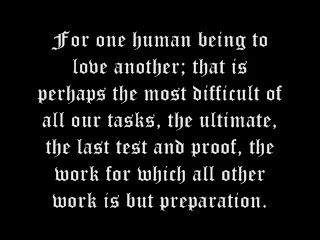 For one human being to
love another; that is
perhaps the most difficult of
all our tasks, the ultimate,
the last test and proof, the
work for which all other
work is but preparation.